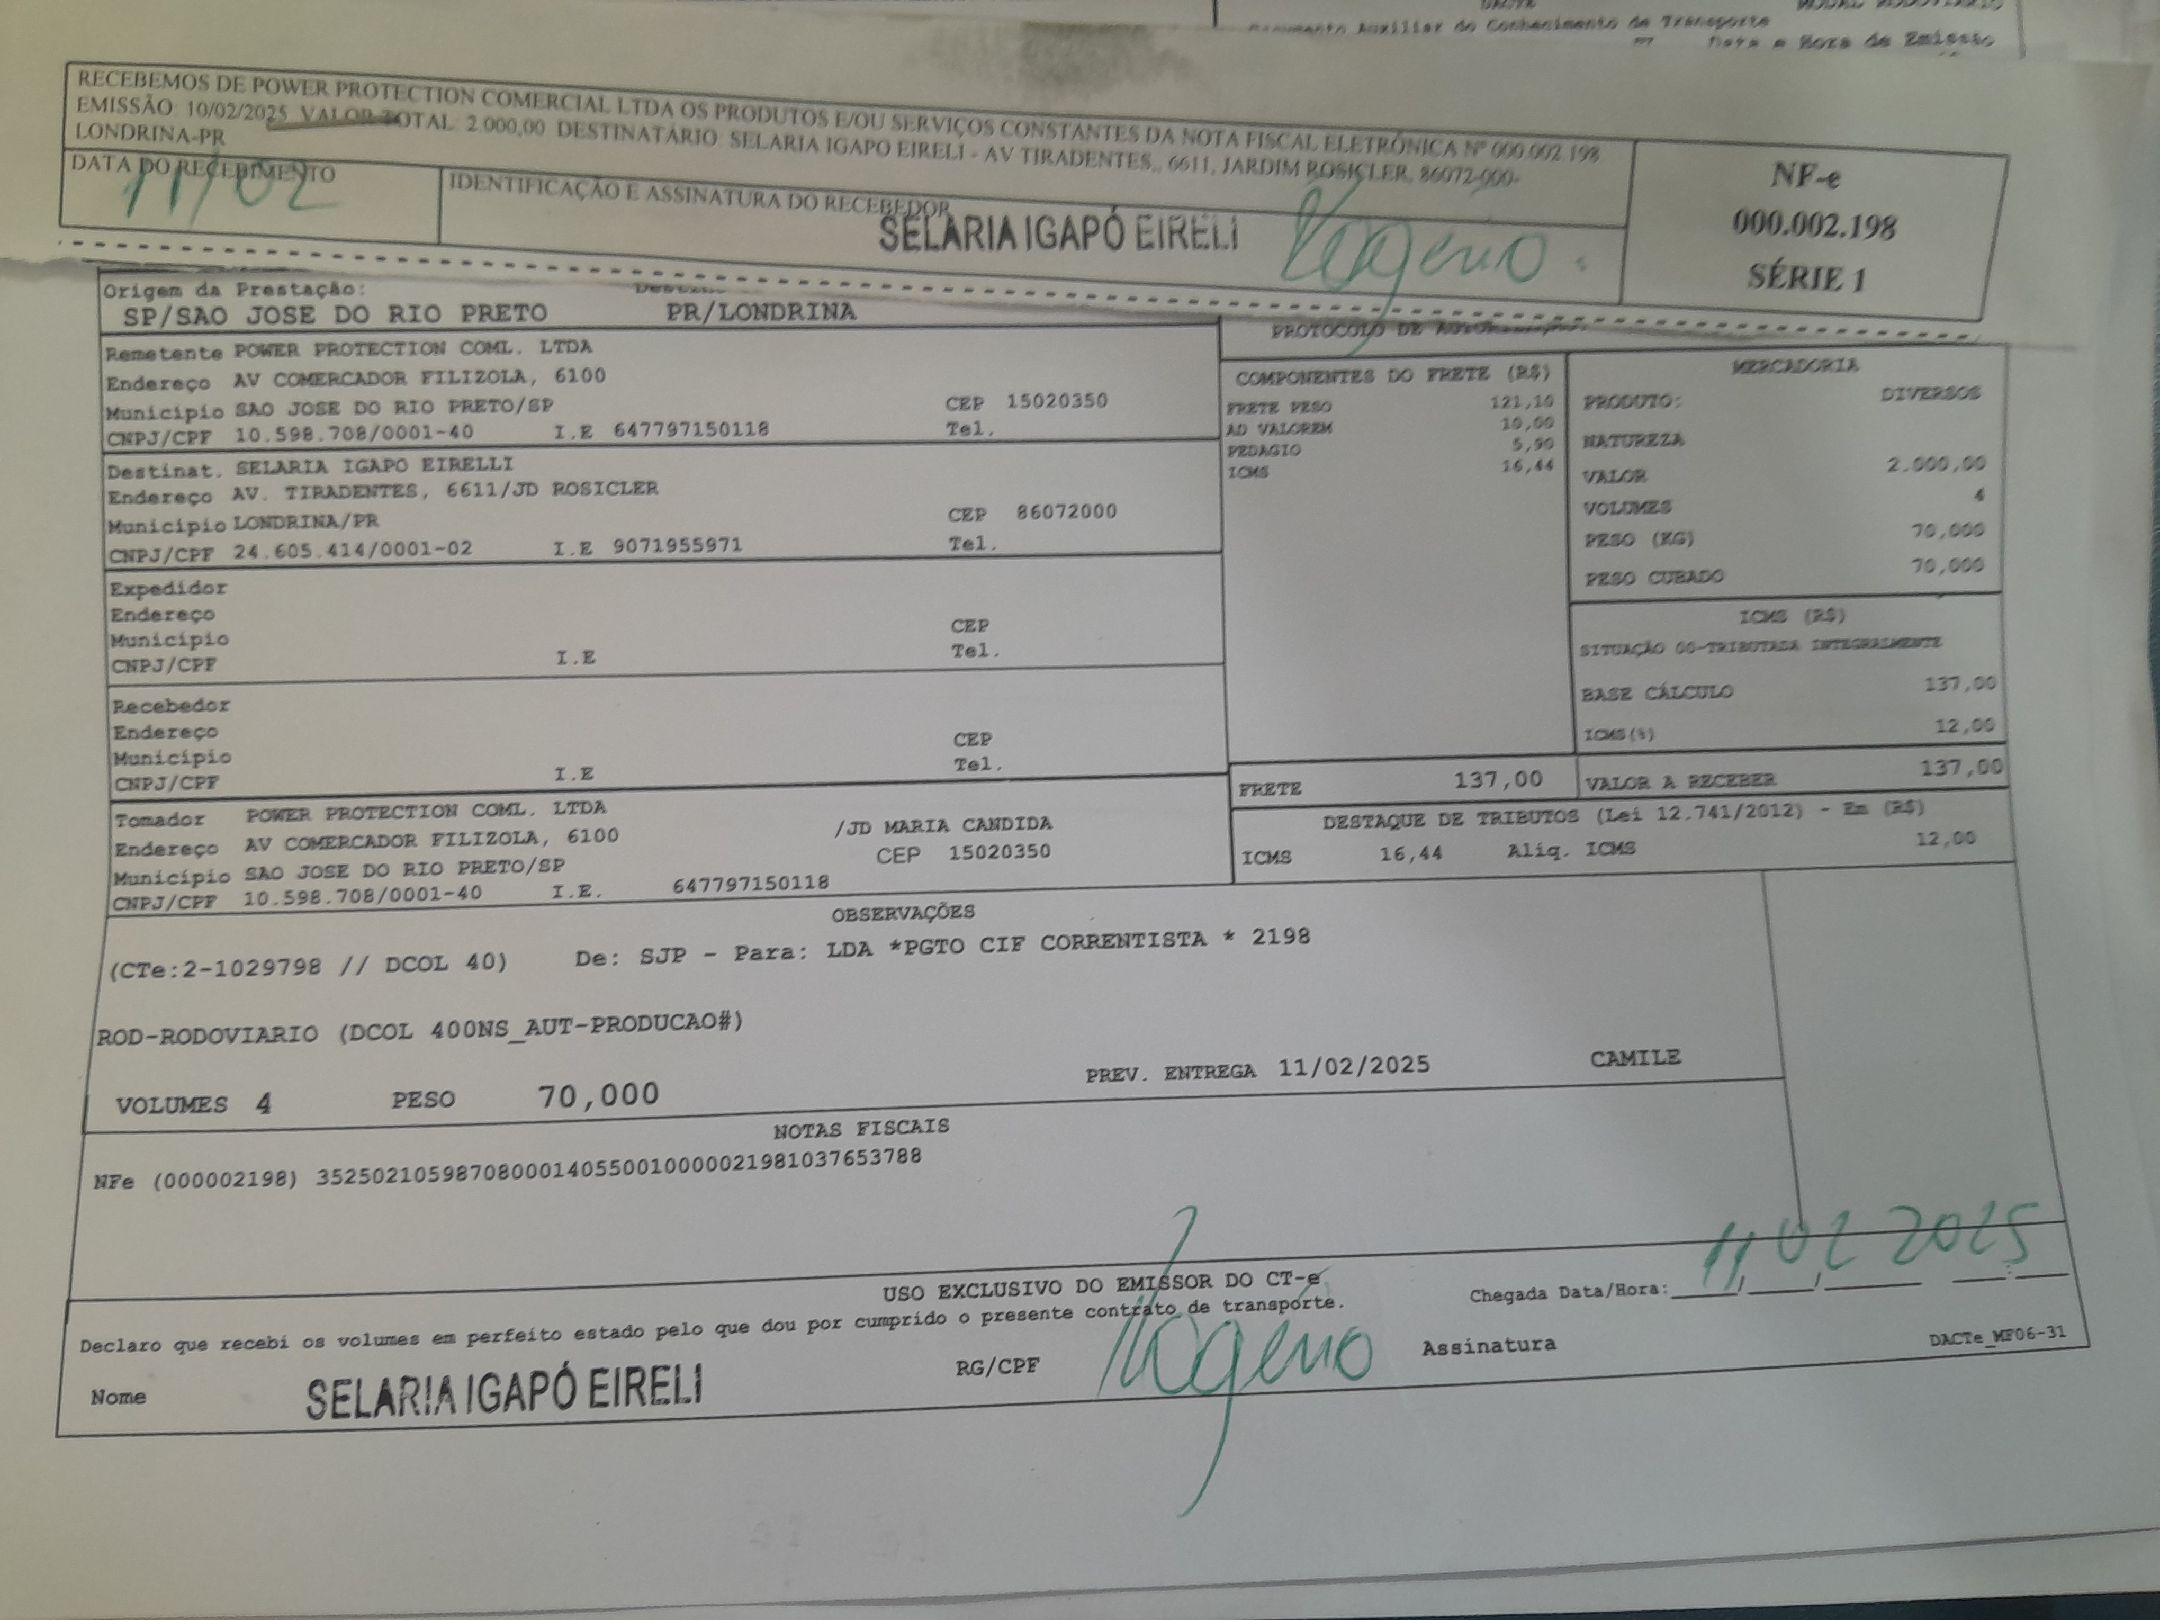 DACTE MODAL RODOVIÁRIO
Documento Auxiliar do Conhecimento de Transporte
Data e Hora de Emissão
RECEBEMOS DE POWER PROTECTION COMERCIAL LTDA OS PRODUTOS E/OU SERVIÇOS CONSTANTES DA NOTA FISCAL ELETRÔNICA Nº 000.002.198
EMISSÃO: 10/02/2025 VALOR TOTAL: 2.000,00 DESTINATÁRIO: SELARIA IGAPO EIRELI - AV TIRADENTES,, 6611, JARDIM ROSICLER, 86072-000-
LONDRINA-PR
DATA DO RECEBIMENTO
11/02
IDENTIFICAÇÃO E ASSINATURA DO RECEBEDOR
SELARIA IGAPÓ EIRELI
NF-e
000.002.198
SÉRIE 1
Origem da Prestação:
SP/SAO JOSE DO RIO PRETO PR/LONDRINA
PROTOCOLO DE
Remetente POWER PROTECTION COML. LTDA
Endereço AV COMERCADOR FILIZOLA, 6100
Município SAO JOSE DO RIO PRETO/SP CEP 15020350
CNPJ/CPF 10.598.708/0001-40 I.E 647797150118 Tel.
Destinat. SELARIA IGAPO EIRELLI
Endereço AV. TIRADENTES, 6611/JD ROSICLER
Município LONDRINA/PR CEP 86072000
CNPJ/CPF 24.605.414/0001-02 I.E 9071955971 Tel.
Expedidor
Endereço
Município CEP
CNPJ/CPF I.E Tel.
Recebedor
Endereço
Município CEP
CNPJ/CPF I.E Tel.
Tomador POWER PROTECTION COML. LTDA
Endereço AV COMERCADOR FILIZOLA, 6100 /JD MARIA CANDIDA
Município SAO JOSE DO RIO PRETO/SP CEP 15020350
CNPJ/CPF 10.598.708/0001-40 I.E. 647797150118
COMPONENTES DO FRETE (R$)
FRETE PESO 121,10
AD VALOREM 10,00
PEDAGIO 5,90
ICMS 16,44
MERCADORIA
PRODUTO: DIVERSOS
NATUREZA
VALOR 2.000,00
VOLUMES 4
PESO (KG) 70,000
PESO CUBADO 70,000
ICMS (R$)
SITUAÇÃO 00-TRIBUTADA INTEGRALMENTE
BASE CÁLCULO 137,00
ICMS(%) 12,00
FRETE 137,00 VALOR A RECEBER 137,00
DESTAQUE DE TRIBUTOS (Lei 12.741/2012) - Em (R$)
ICMS 16,44 Aliq. ICMS 12,00
OBSERVAÇÕES
(CTe:2-1029798 // DCOL 40) De: SJP - Para: LDA *PGTO CIF CORRENTISTA * 2198
ROD-RODOVIARIO (DCOL 400NS_AUT-PRODUCAO#)
VOLUMES 4 PESO 70,000 PREV. ENTREGA 11/02/2025 CAMILE
NOTAS FISCAIS
NFe (000002198) 35250210598708000140550010000021981037653788
USO EXCLUSIVO DO EMISSOR DO CT-e
Declaro que recebi os volumes em perfeito estado pelo que dou por cumprido o presente contrato de transporte.
Chegada Data/Hora: 11/02/2025
Nome SELARIA IGAPÓ EIRELI RG/CPF Assinatura
DACTe_MF06-31